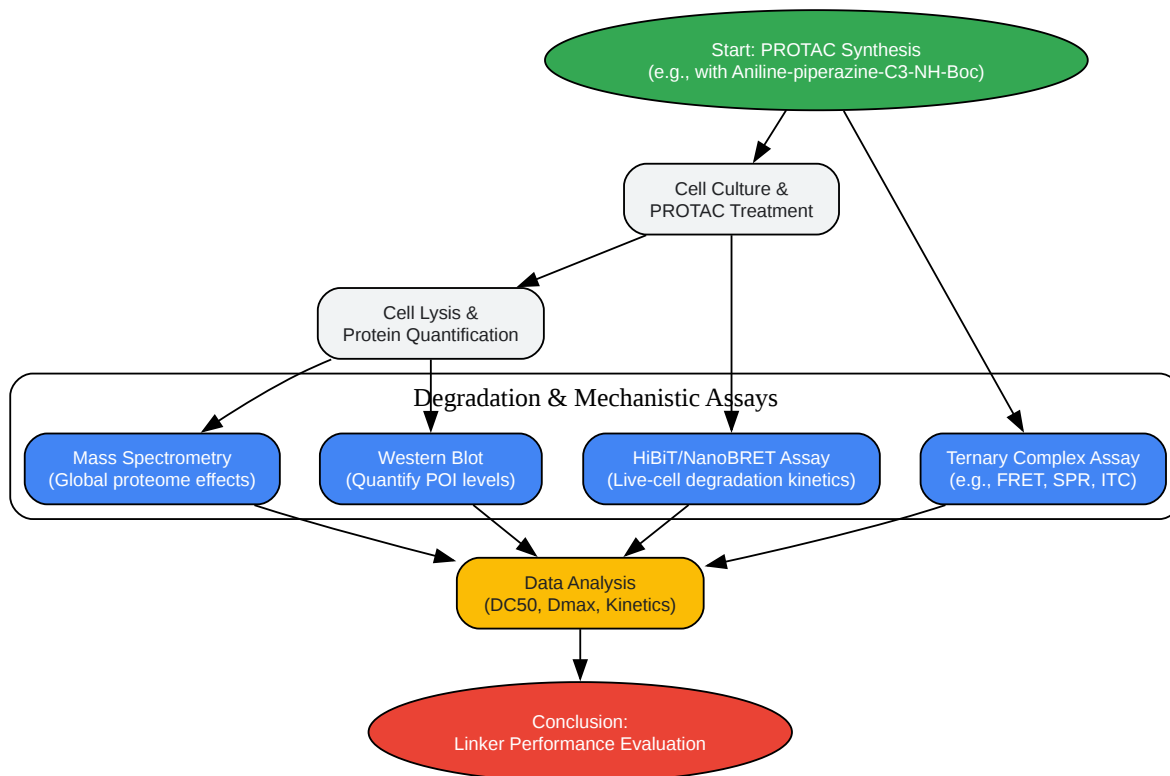 Start: PROTAC Synthesis
(e.g., with Aniline-piperazine-C3-NH-Boc)
Cell Culture &
PROTAC Treatment
Cell Lysis &
Protein Quantification
Degradation & Mechanistic Assays
Mass Spectrometry
(Global proteome effects)
Western Blot
(Quantify POI levels)
HiBiT/NanoBRET Assay
(Live-cell degradation kinetics)
Ternary Complex Assay
(e.g., FRET, SPR, ITC)
Data Analysis
(DC50, Dmax, Kinetics)
Conclusion:
Linker Performance Evaluation